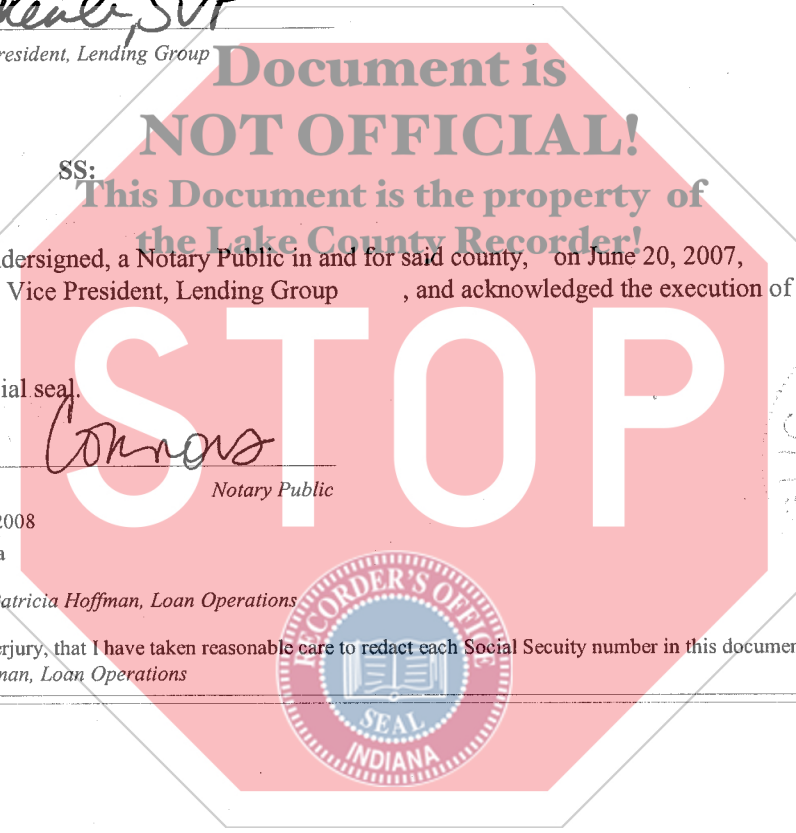 SVP
resident, Lending Group
Document is
NOT OFFICIAL!
SS:
This Document is the property of
the Lake County Recorder!
dersigned, a Notary Public in and for said county, on June 20, 2007,
Vice President, Lending Group , and acknowledged the execution of
STOP
ial seal.
Connors
Notary Public
2008
a
atricia Hoffman, Loan Operations
erjury, that I have taken reasonable care to redact each Social Secuity number in this documen
man, Loan Operations
RECORDER'S OFFICE
SEAL
INDIANA